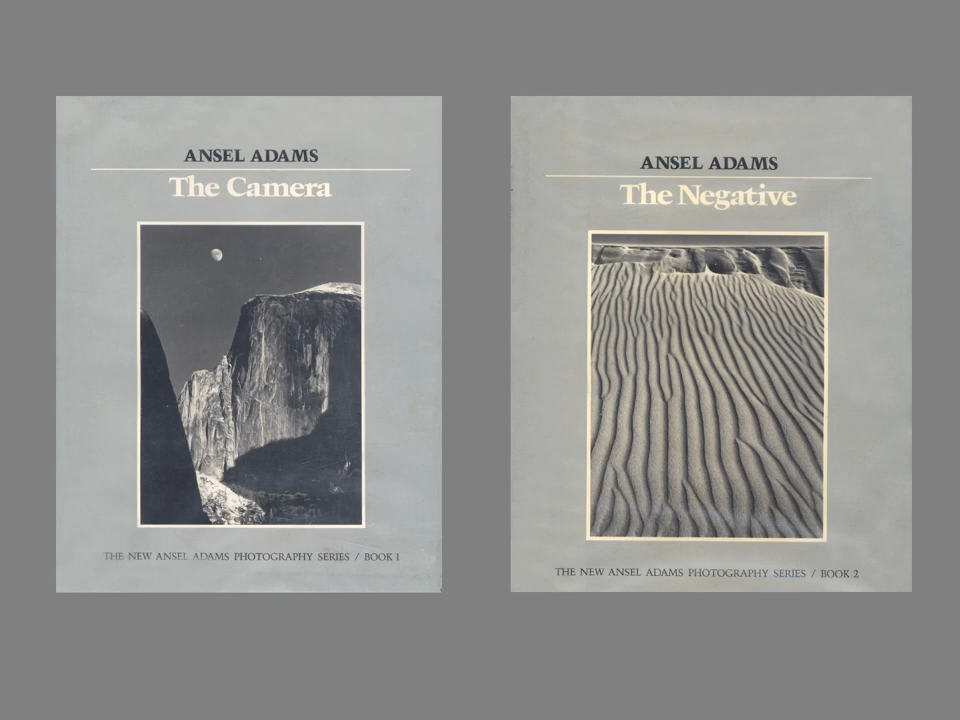 ANSEL ADAMS
The Camera
THE NEW ANSEL ADAMS PHOTOGRAPHY SERIES / BOOK 1
ANSEL ADAMS
The Negative
THE NEW ANSEL ADAMS PHOTOGRAPHY SERIES / BOOK 2